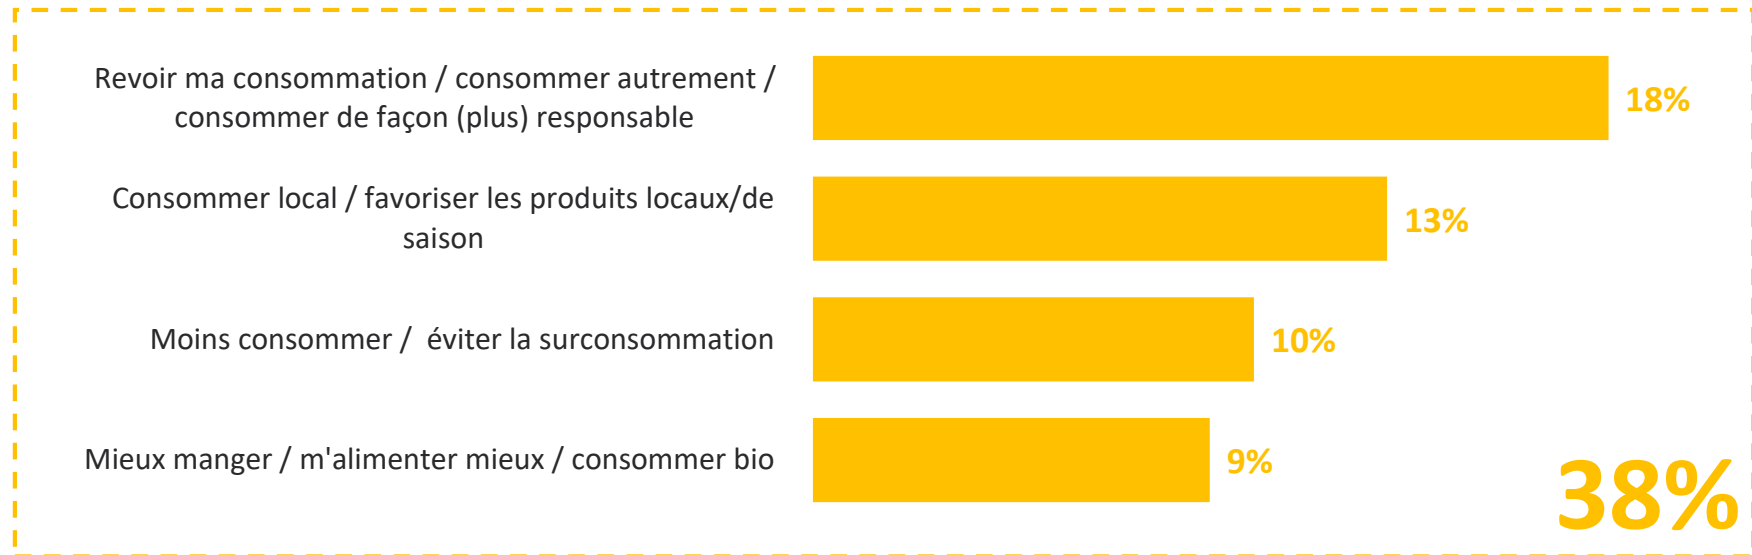 Revoir ma consommation / consommer autrement /
consommer de façon (plus) responsable
18%
Consommer local / favoriser les produits locaux/de
saison
13%
Moins consommer /  éviter la surconsommation
10%
Mieux manger / m'alimenter mieux / consommer bio
9%
38%